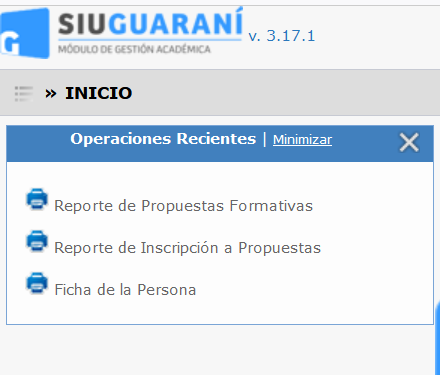 G SIUGUARANÍ v. 3.17.1
MÓDULO DE GESTIÓN ACADÉMICA
» INICIO
Operaciones Recientes | Minimizar
Reporte de Propuestas Formativas
Reporte de Inscripción a Propuestas
Ficha de la Persona